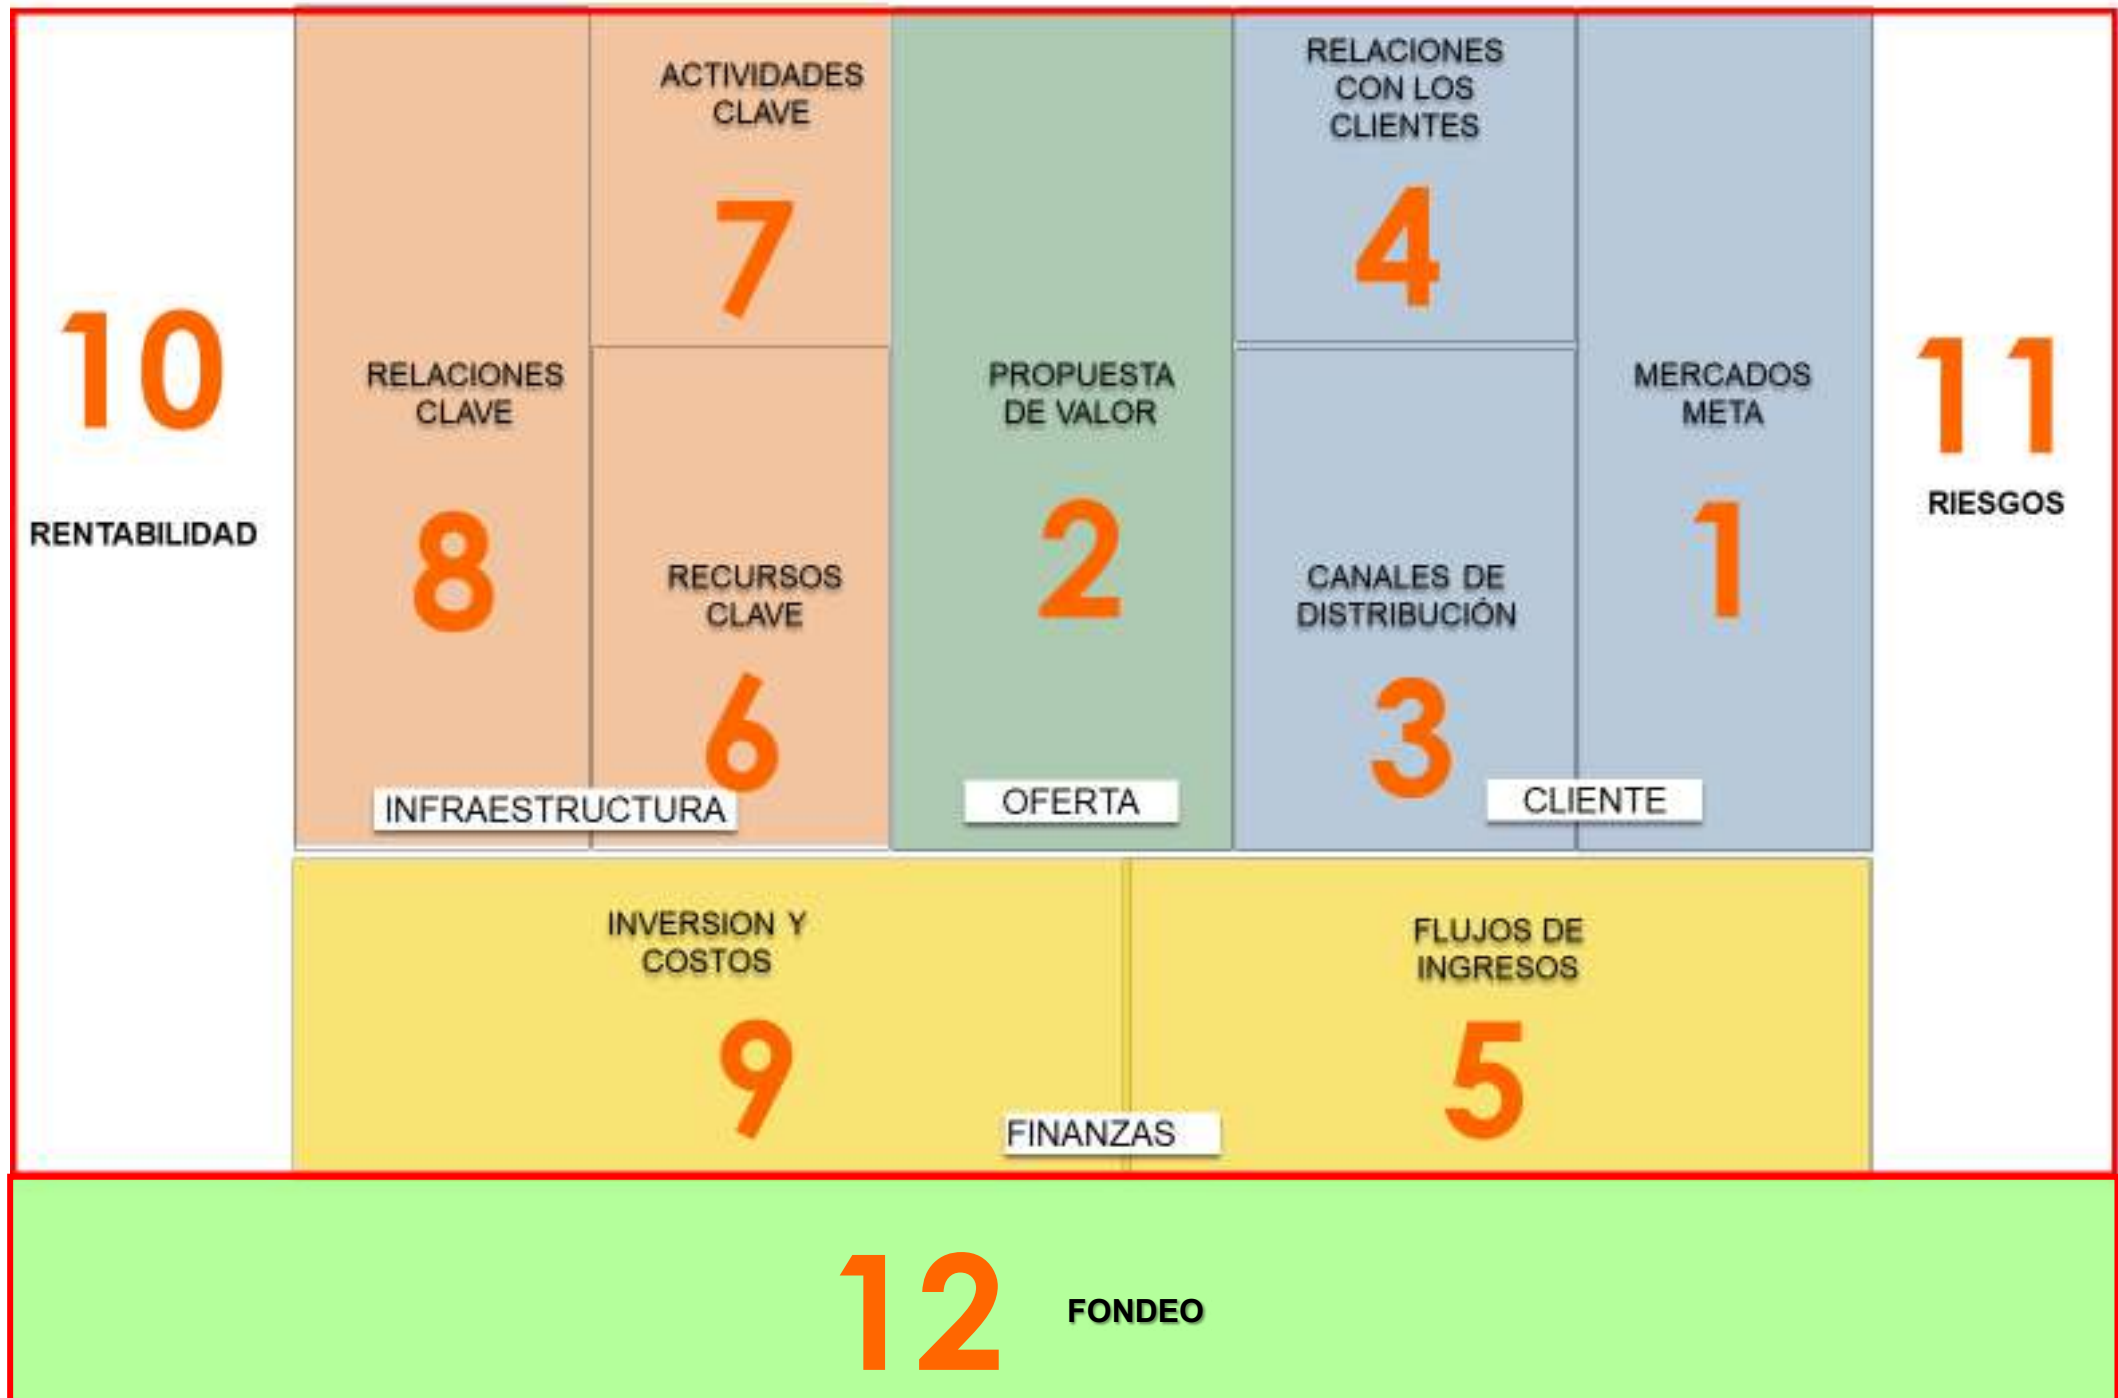 10
RENTABILIDAD
RELACIONES
CLAVE
8
ACTIVIDADES
CLAVE
7
RECURSOS
CLAVE
6
INFRAESTRUCTURA
PROPUESTA
DE VALOR
2
OFERTA
RELACIONES
CON LOS
CLIENTES
4
CANALES DE
DISTRIBUCIÓN
3
MERCADOS
META
1
CLIENTE
11
RIESGOS
INVERSION Y
COSTOS
9
FLUJOS DE
INGRESOS
5
FINANZAS
12 FONDEO